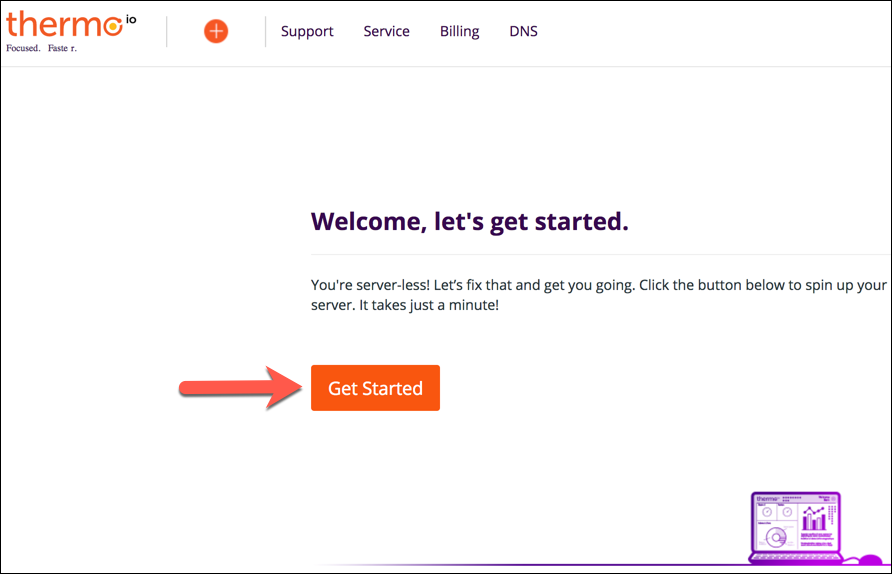 thermo io
Focused. Faste r.
Support Service Billing DNS
Welcome, let's get started.
You're server-less! Let’s fix that and get you going. Click the button below to spin up your
server. It takes just a minute!
Get Started
thermo